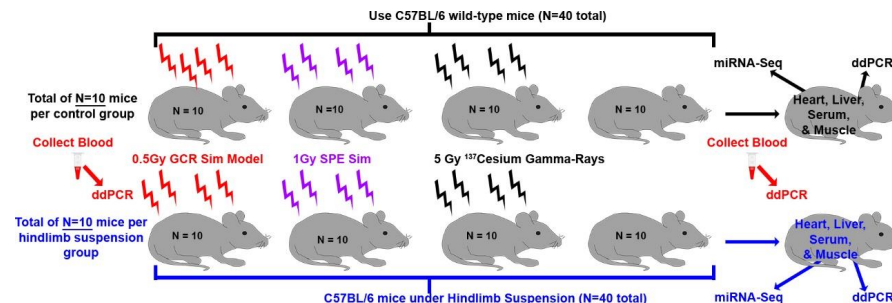 Use C57BL/6 wild-type mice (N=40 total)
miRNA-Seq
ddPCR
Total of N=10 mice
per control group
N = 10
N =10
N = 10
N = 10
Heart, Liver,
Serum,
& Muscle
Collect Blood
ddPCR
0.5Gy GCR Sim Model
1Gy SPE Sim
5 Gy ¹³⁷Cesium Gamma-Rays
Collect Blood
ddPCR
Total of N=10 mice per
hindlimb suspension
group
N = 10
N = 10
N = 10
N = 10
Heart, Liver,
Serum,
& Muscle
miRNA-Seq
ddPCR
C57BL/6 mice under Hindlimb Suspension (N=40 total)